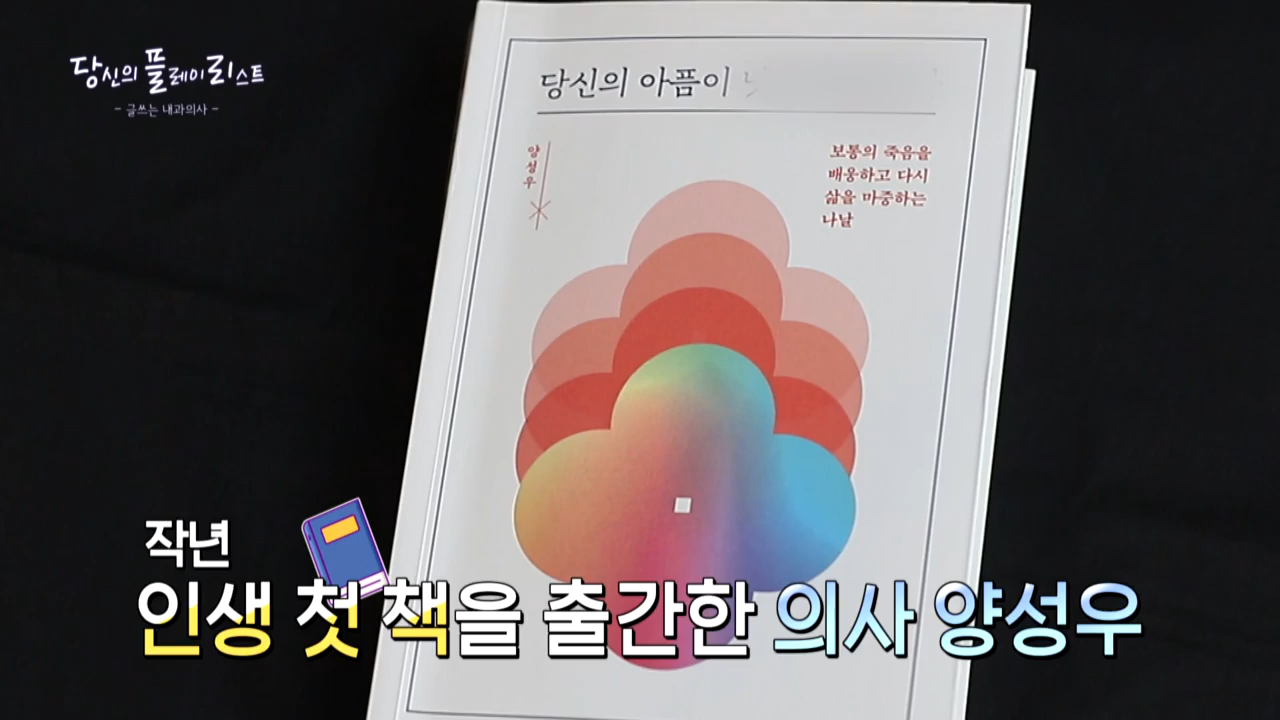 당신의 플레이리스트
- 글쓰는 내과의사 -
당신의 아픔이
양성우
보통의 죽음을
배웅하고 다시
삶을 마중하는
나날
작년
인생 첫 책을 출간한 의사 양성우